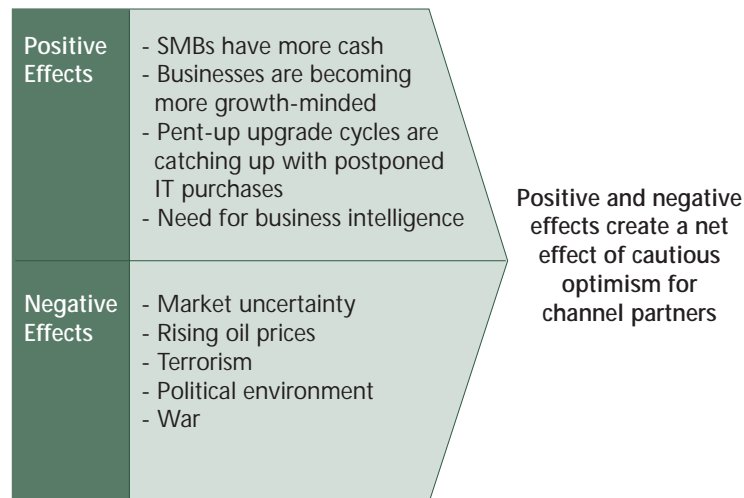 Positive
Effects
- SMBs have more cash
- Businesses are becoming
more growth-minded
- Pent-up upgrade cycles are
catching up with postponed
IT purchases
- Need for business intelligence
Negative
Effects
- Market uncertainty
- Rising oil prices
- Terrorism
- Political environment
- War
Positive and negative
effects create a net
effect of cautious
optimism for
channel partners